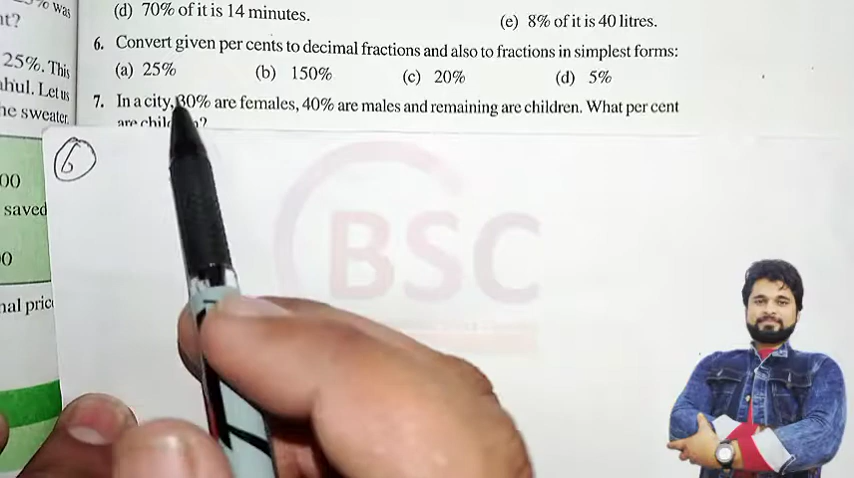 % was
(d) 70% of it is 14 minutes.
(e) 8% of it is 40 litres.
6. Convert given per cents to decimal fractions and also to fractions in simplest forms:
(a) 25% (b) 150% (c) 20% (d) 5%
7. In a city, 30% are females, 40% are males and remaining are children. What per cent
are
25%. This
Let us
he sweater.
00
saved
0
6
BSC